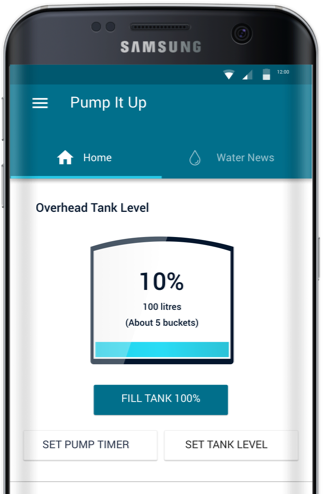 SAMSUNG
12:00
Pump It Up
Home
Water News
Overhead Tank Level
10%
100 litres
(About 5 buckets)
FILL TANK 100%
SET PUMP TIMER
SET TANK LEVEL